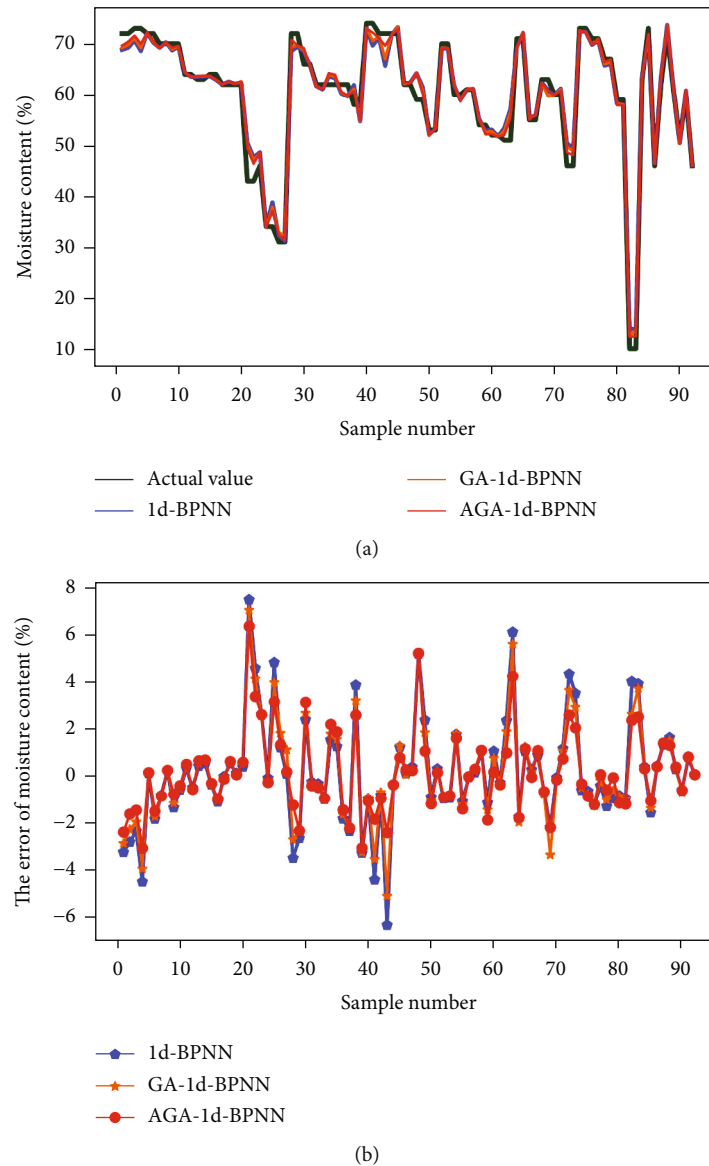 70
60
50
40
30
20
10
Moisture content (%)
0 10 20 30 40 50 60 70 80 90
Sample number
Actual value GA-1d-BPNN
1d-BPNN AGA-1d-BPNN
(a)
8
6
4
2
0
−2
−4
−6
The error of moisture content (%)
0 10 20 30 40 50 60 70 80 90
Sample number
1d-BPNN
GA-1d-BPNN
AGA-1d-BPNN
(b)